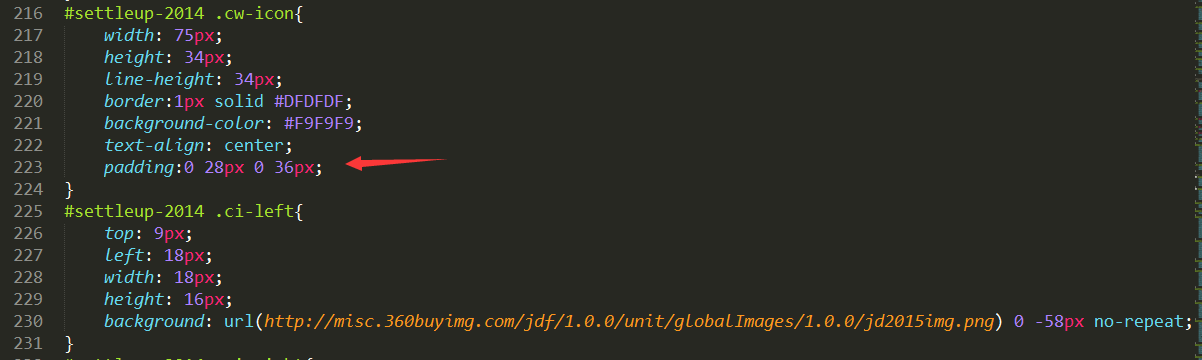 216 #settleup-2014 .cw-icon{
217 width: 75px;
218 height: 34px;
219 line-height: 34px;
220 border:1px solid #DFDFDF;
221 background-color: #F9F9F9;
222 text-align: center;
223 padding:0 28px 0 36px;
224 }
225 #settleup-2014 .ci-left{
226 top: 9px;
227 left: 18px;
228 width: 18px;
229 height: 16px;
230 background: url(http://misc.360buyimg.com/jdf/1.0.0/unit/globalImages/1.0.0/jd2015img.png) 0 -58px no-repeat;
231 }